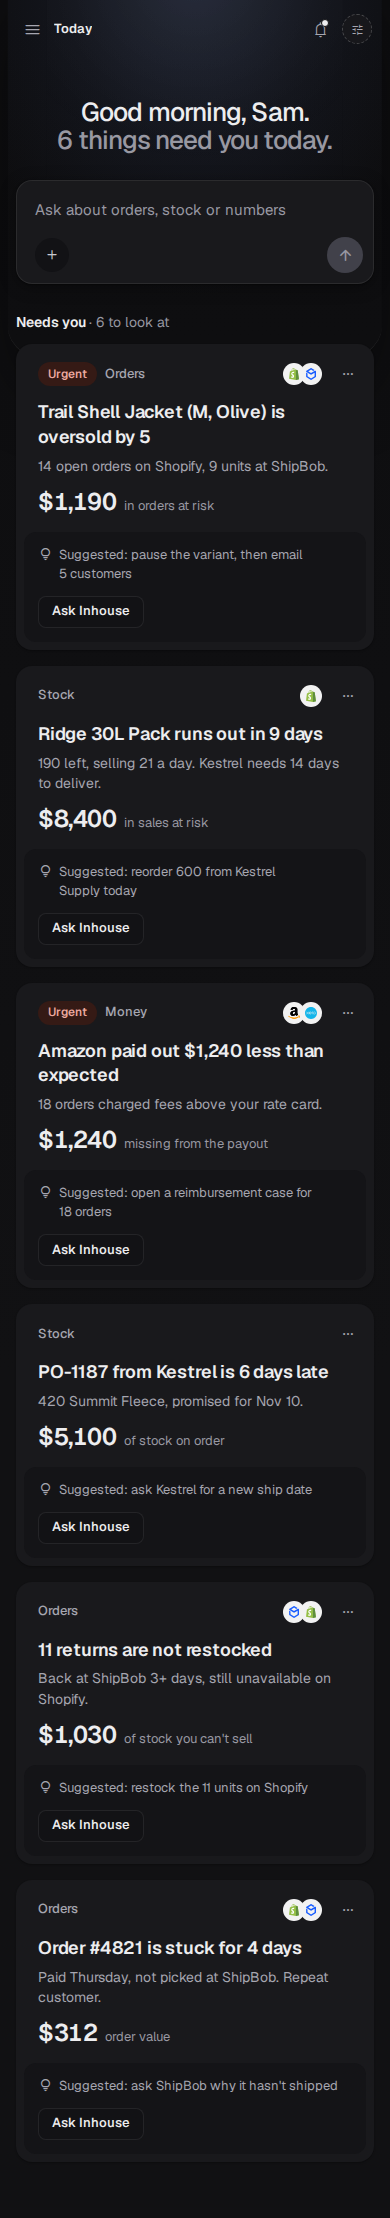 Today
Good morning, Sam.
6 things need you today.
Ask about orders, stock or numbers
Needs you · 6 to look at
Urgent Orders
Trail Shell Jacket (M, Olive) is
oversold by 5
14 open orders on Shopify, 9 units at ShipBob.
$1,190 in orders at risk
Suggested: pause the variant, then email
5 customers
Ask Inhouse
Stock
Ridge 30L Pack runs out in 9 days
190 left, selling 21 a day. Kestrel needs 14 days
to deliver.
$8,400 in sales at risk
Suggested: reorder 600 from Kestrel
Supply today
Ask Inhouse
Urgent Money
Amazon paid out $1,240 less than
expected
18 orders charged fees above your rate card.
$1,240 missing from the payout
Suggested: open a reimbursement case for
18 orders
Ask Inhouse
Stock
PO-1187 from Kestrel is 6 days late
420 Summit Fleece, promised for Nov 10.
$5,100 of stock on order
Suggested: ask Kestrel for a new ship date
Ask Inhouse
Orders
11 returns are not restocked
Back at ShipBob 3+ days, still unavailable on
Shopify.
$1,030 of stock you can't sell
Suggested: restock the 11 units on Shopify
Ask Inhouse
Orders
Order #4821 is stuck for 4 days
Paid Thursday, not picked at ShipBob. Repeat
customer.
$312 order value
Suggested: ask ShipBob why it hasn't shipped
Ask Inhouse